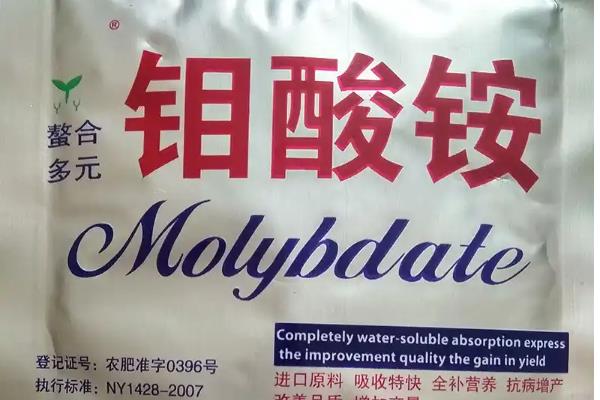 ®
钼酸铵
螯合
多元
Molybdate
Completely water-soluble absorption express
the improvement quality the gain in yield
登记证号：农肥准字0396号
执行标准：NY1428-2007
进口原料 吸收特快 全补营养 抗病增产